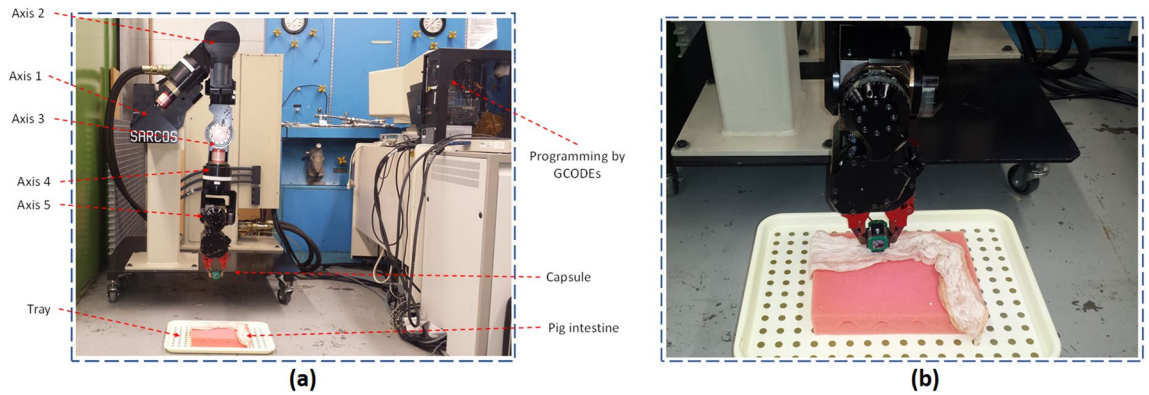 Axis 2
Axis 1
Axis 3
SARCOS
Axis 4
Axis 5
Programming by
GCODEs
Capsule
Tray
Pig intestine
(a)
(b)